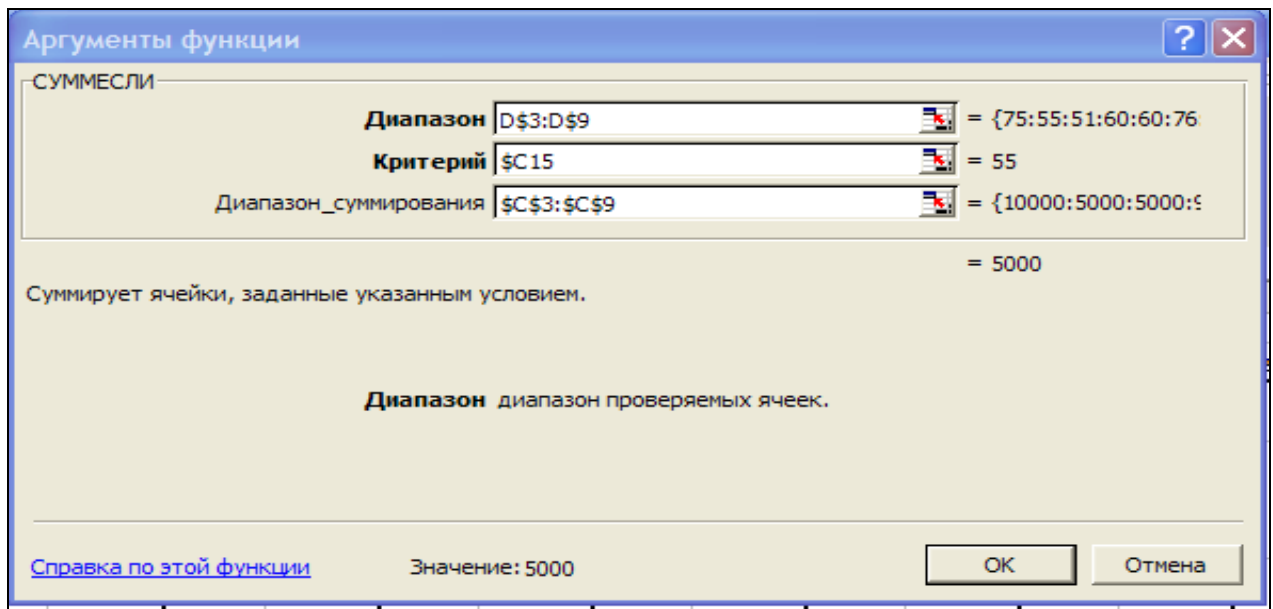 Аргументы функции
СУММЕСЛИ
Диапазон D$3:D$9 = {75:55:51:60:60:76:
Критерий $C15 = 55
Диапазон_суммирования $C$3:$C$9 = {10000:5000:5000:9
= 5000
Суммирует ячейки, заданные указанным условием.
Диапазон диапазон проверяемых ячеек.
Справка по этой функции Значение: 5000 ОК Отмена